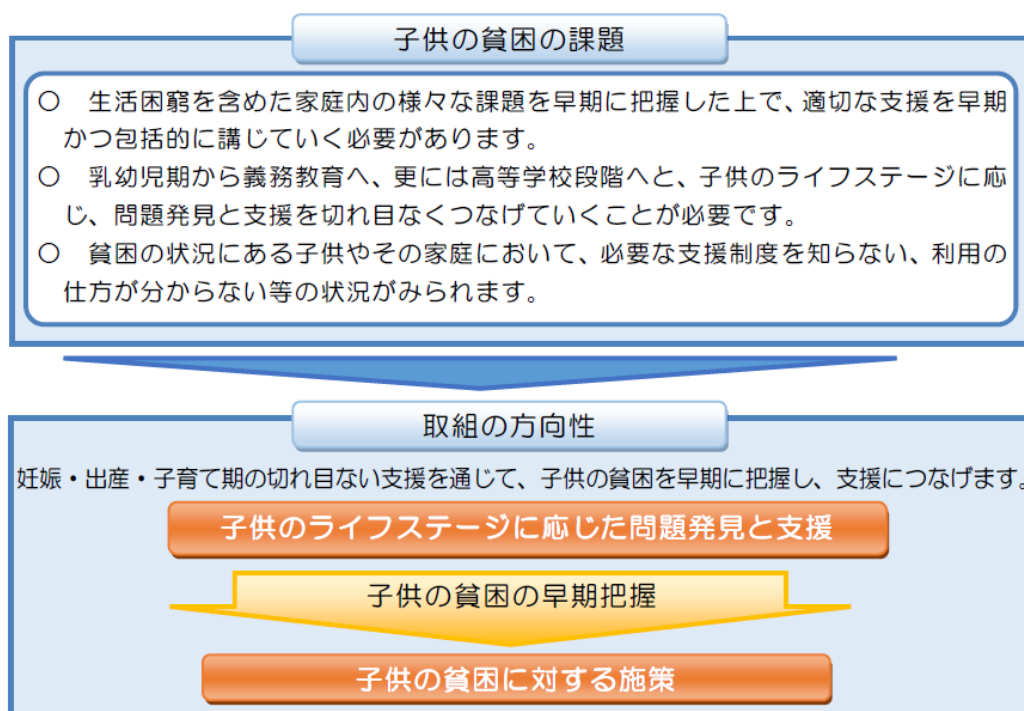 子供の貧困の課題
○　生活困窮を含めた家庭内の様々な課題を早期に把握した上で、適切な支援を早期
かつ包括的に講じていく必要があります。
○　乳幼児期から義務教育へ、更には高等学校段階へと、子供のライフステージに応
じ、問題発見と支援を切れ目なくつなげていくことが必要です。
○　貧困の状況にある子供やその家庭において、必要な支援制度を知らない、利用の
仕方が分からない等の状況がみられます。
取組の方向性
妊娠・出産・子育て期の切れ目ない支援を通じて、子供の貧困を早期に把握し、支援につなげます。
子供のライフステージに応じた問題発見と支援
子供の貧困の早期把握
子供の貧困に対する施策